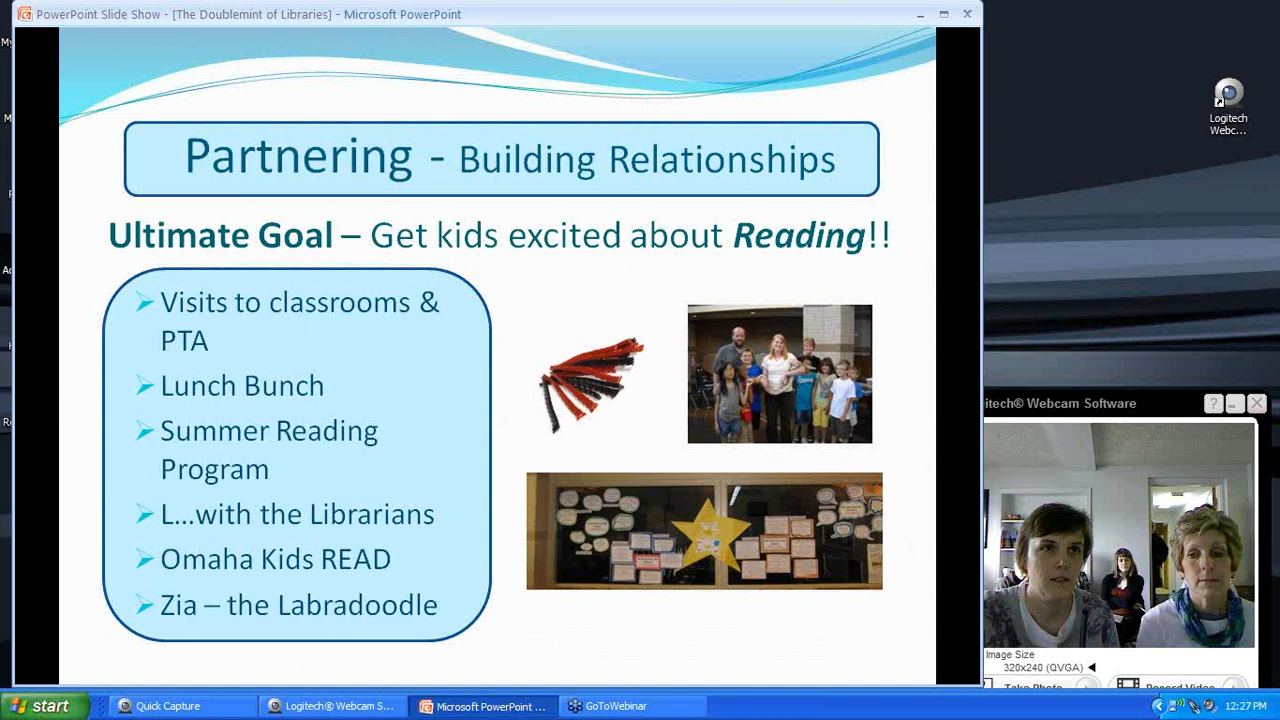 PowerPoint Slide Show - [The Doublemint of Libraries] - Microsoft PowerPoint
Partnering - Building Relationships
Ultimate Goal – Get kids excited about Reading!!
Visits to classrooms &
PTA
Lunch Bunch
Summer Reading
Program
L...with the Librarians
Omaha Kids READ
Zia – the Labradoodle
Logitech
Webc...
gitech® Webcam Software
Image Size
320x240 (QVGA)
Take Photo
Record Video
start
Quick Capture
Logitech® Webcam S...
Microsoft PowerPoint ...
GoToWebinar
12:27 PM